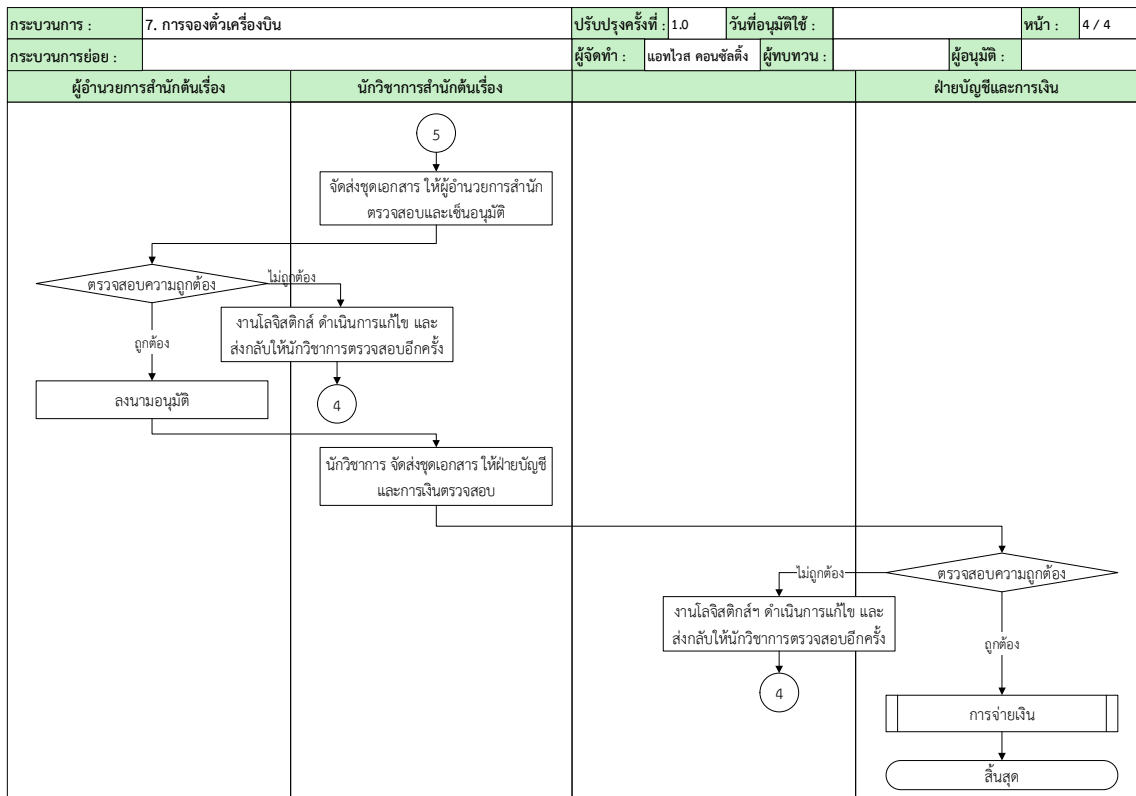 กระบวนการ : 7. การจองตั๋วเครื่องบิน ปรับปรุงครั้งที่ : 1.0 วันที่อนุมัติใช้ : หน้า : 4 / 4
กระบวนการย่อย : ผู้จัดทำ : แอทไวส คอนซัลติ้ง ผู้ทบทวน : ผู้อนุมัติ :
ผู้อำนวยการสำนักต้นเรื่อง นักวิชาการสำนักต้นเรื่อง ฝ่ายบัญชีและการเงิน
5
จัดส่งชุดเอกสาร ให้ผู้อำนวยการสำนัก
ตรวจสอบและเซ็นอนุมัติ
ตรวจสอบความถูกต้อง
ไม่ถูกต้อง
งานโลจิสติกส์ ดำเนินการแก้ไข และ
ส่งกลับให้นักวิชาการตรวจสอบอีกครั้ง
ถูกต้อง
ลงนามอนุมัติ
4
นักวิชาการ จัดส่งชุดเอกสาร ให้ฝ่ายบัญชี
และการเงินตรวจสอบ
ตรวจสอบความถูกต้อง
ไม่ถูกต้อง
งานโลจิสติกส์ฯ ดำเนินการแก้ไข และ
ส่งกลับให้นักวิชาการตรวจสอบอีกครั้ง
ถูกต้อง
4
การจ่ายเงิน
สิ้นสุด